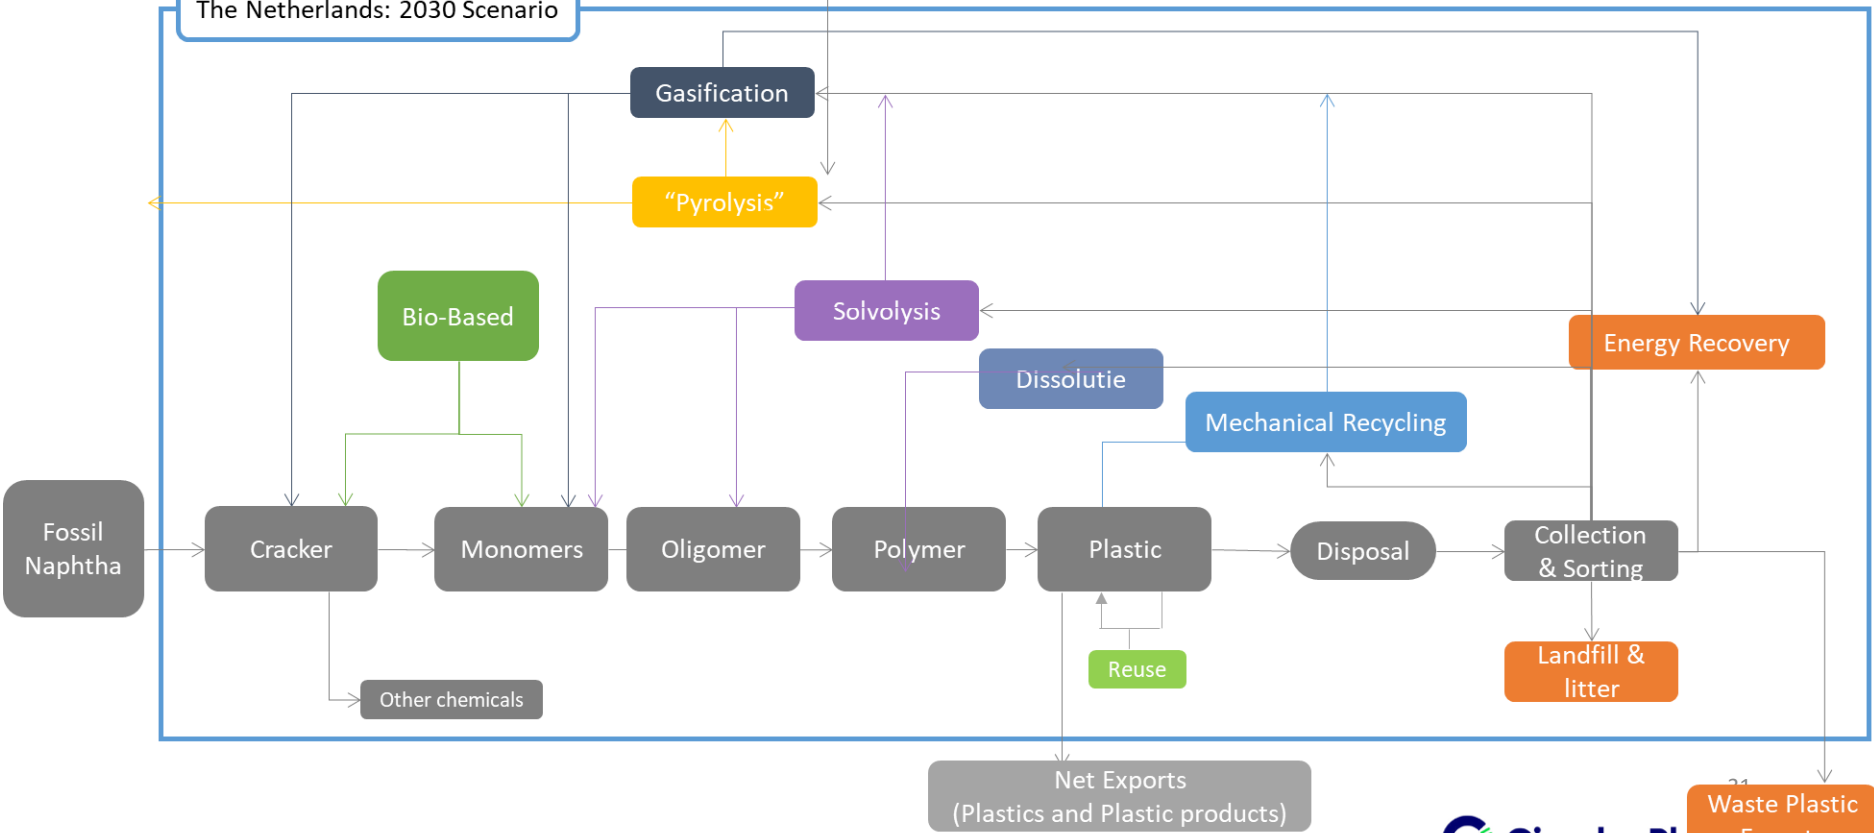 The Netherlands: 2030 Scenario
Gasification
“Pyrolysis”
Bio-Based
Solvolysis
Energy Recovery
Dissolutie
Mechanical Recycling
Fossil
Naphtha
Cracker
Monomers
Oligomer
Polymer
Plastic
Disposal
Collection
& Sorting
Reuse
Landfill &
litter
Other chemicals
Net Exports
(Plastics and Plastic products)
Waste Plastic